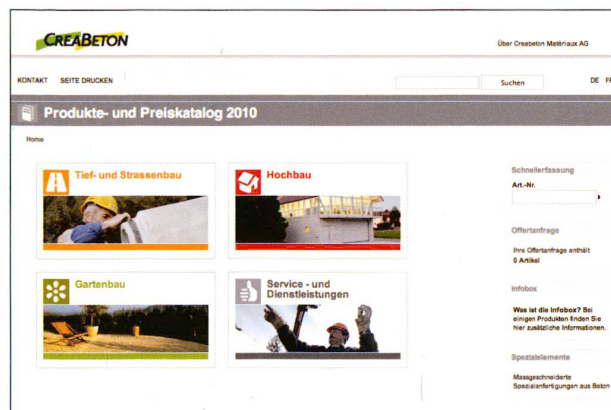 CREABETON
Über Creabeton Matériaux AG
KONTAKT SEITE DRUCKEN
Suchen
DE FR
Produkte- und Preiskatalog 2010
Home
Tief- und Strassenbau
Hochbau
Gartenbau
Service - und
Dienstleistungen
Schnellerfassung
Art.-Nr.
Offertanfrage
Ihre Offertanfrage enthält
0 Artikel
Infobox
Was ist die Infobox? Bei
einigen Produkten finden Sie
hier zusätzliche Informationen.
Spezialelemente
Massgeschneiderte
Spezialanfertigungen aus Beton